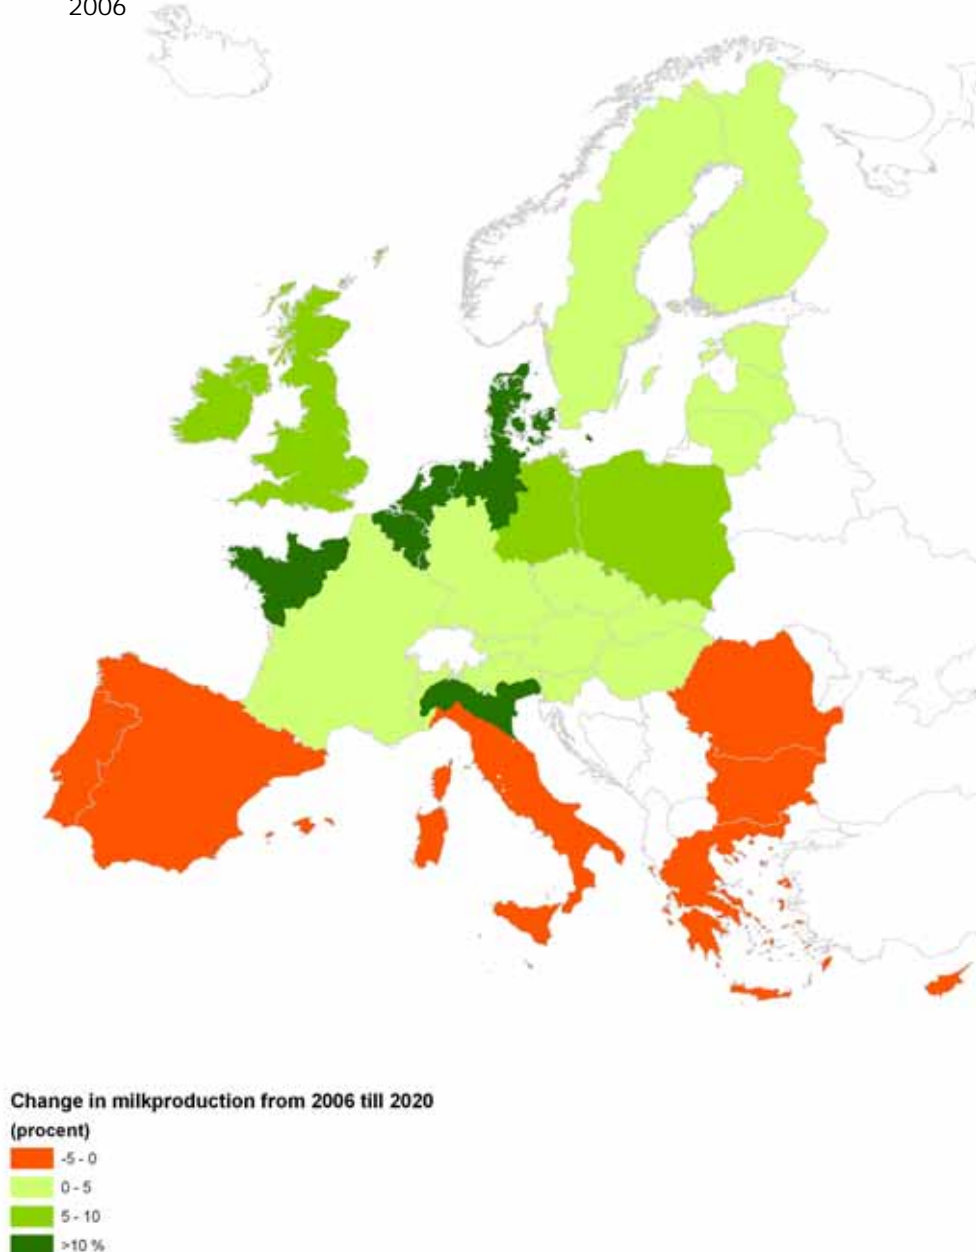 2006
Change in milkproduction from 2006 till 2020
(procent)
-5 - 0
0 - 5
5 - 10
>10 %